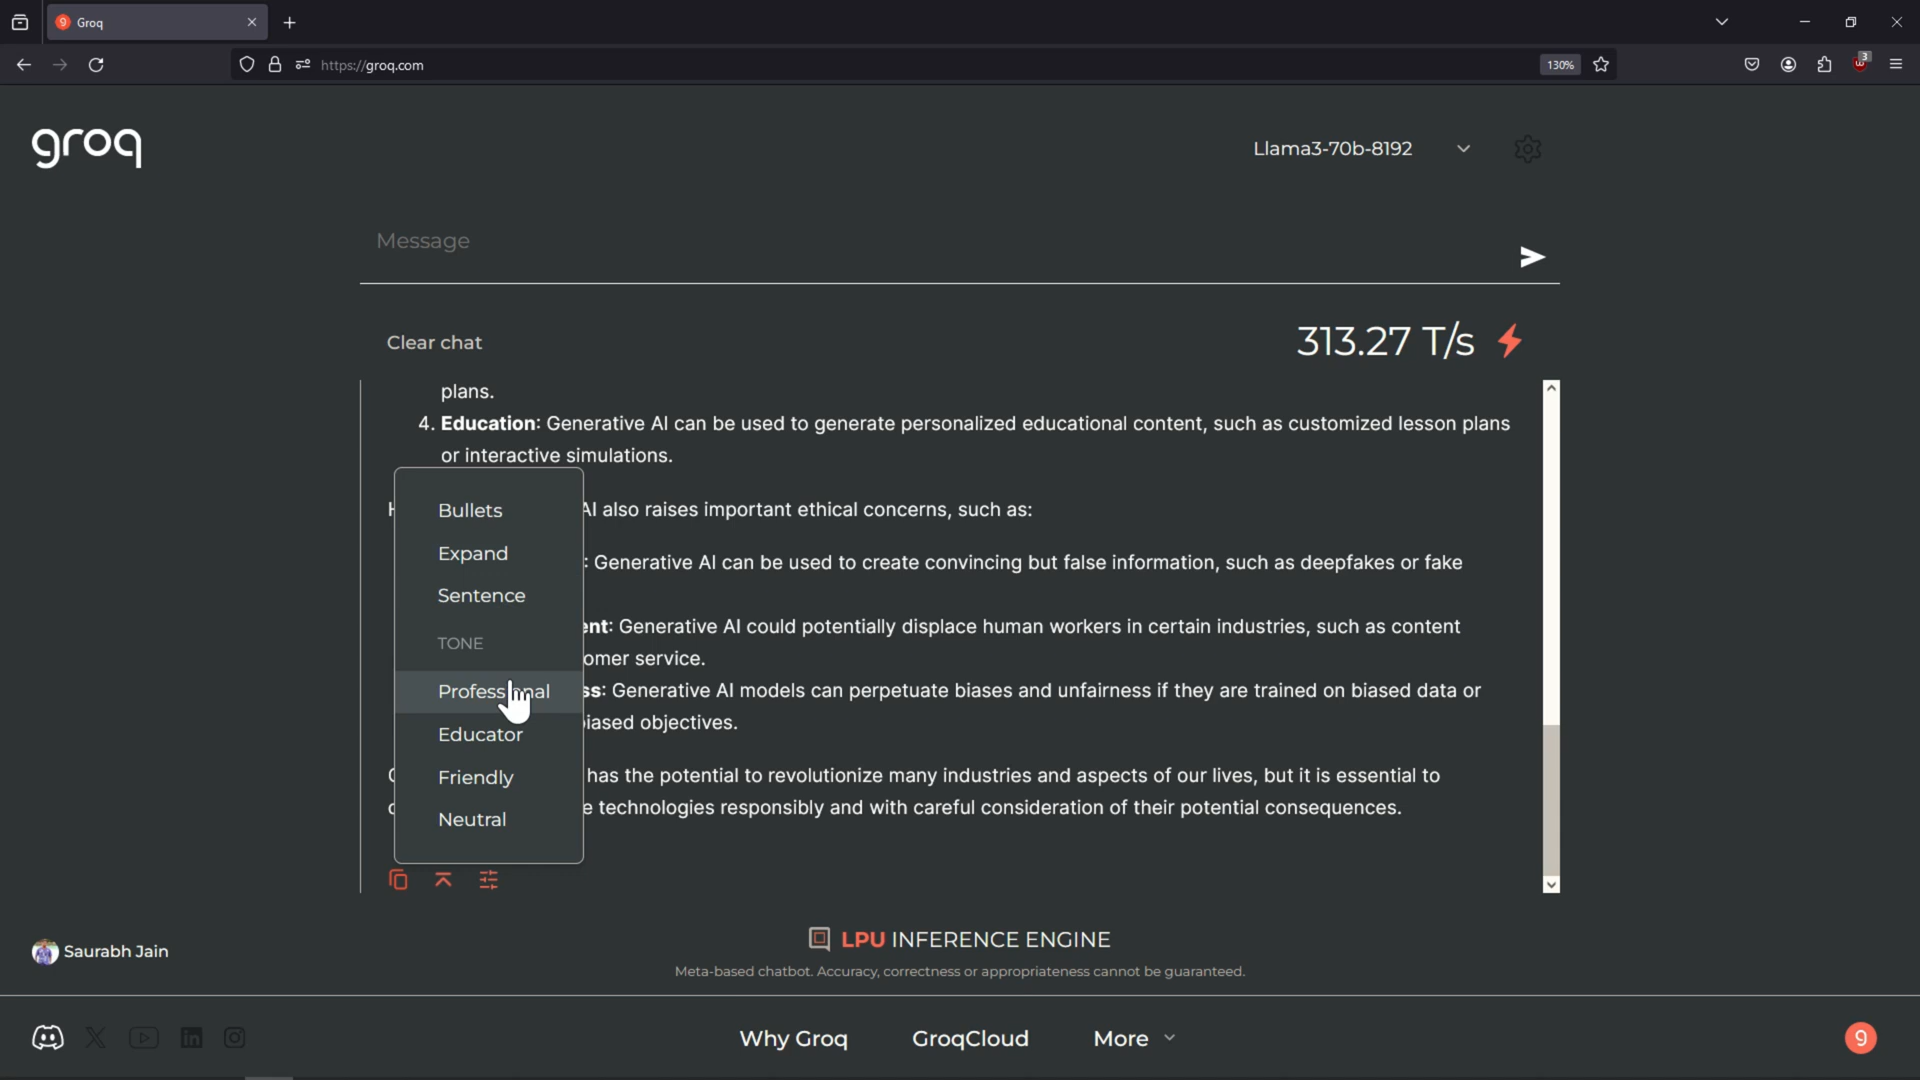 Groq
https://groq.com
130%
3
groq
Llama3-70b-8192
Message
Clear chat
313.27 T/s
plans.
4. Education: Generative AI can be used to generate personalized educational content, such as customized lesson plans
or interactive simulations.
AI also raises important ethical concerns, such as:
: Generative AI can be used to create convincing but false information, such as deepfakes or fake
ent: Generative AI could potentially displace human workers in certain industries, such as content
omer service.
ss: Generative AI models can perpetuate biases and unfairness if they are trained on biased data or
iased objectives.
has the potential to revolutionize many industries and aspects of our lives, but it is essential to
e technologies responsibly and with careful consideration of their potential consequences.
Bullets
Expand
Sentence
TONE
Professional
Educator
Friendly
Neutral
Saurabh Jain
LPU INFERENCE ENGINE
Meta-based chatbot. Accuracy, correctness or appropriateness cannot be guaranteed.
Why Groq
GroqCloud
More